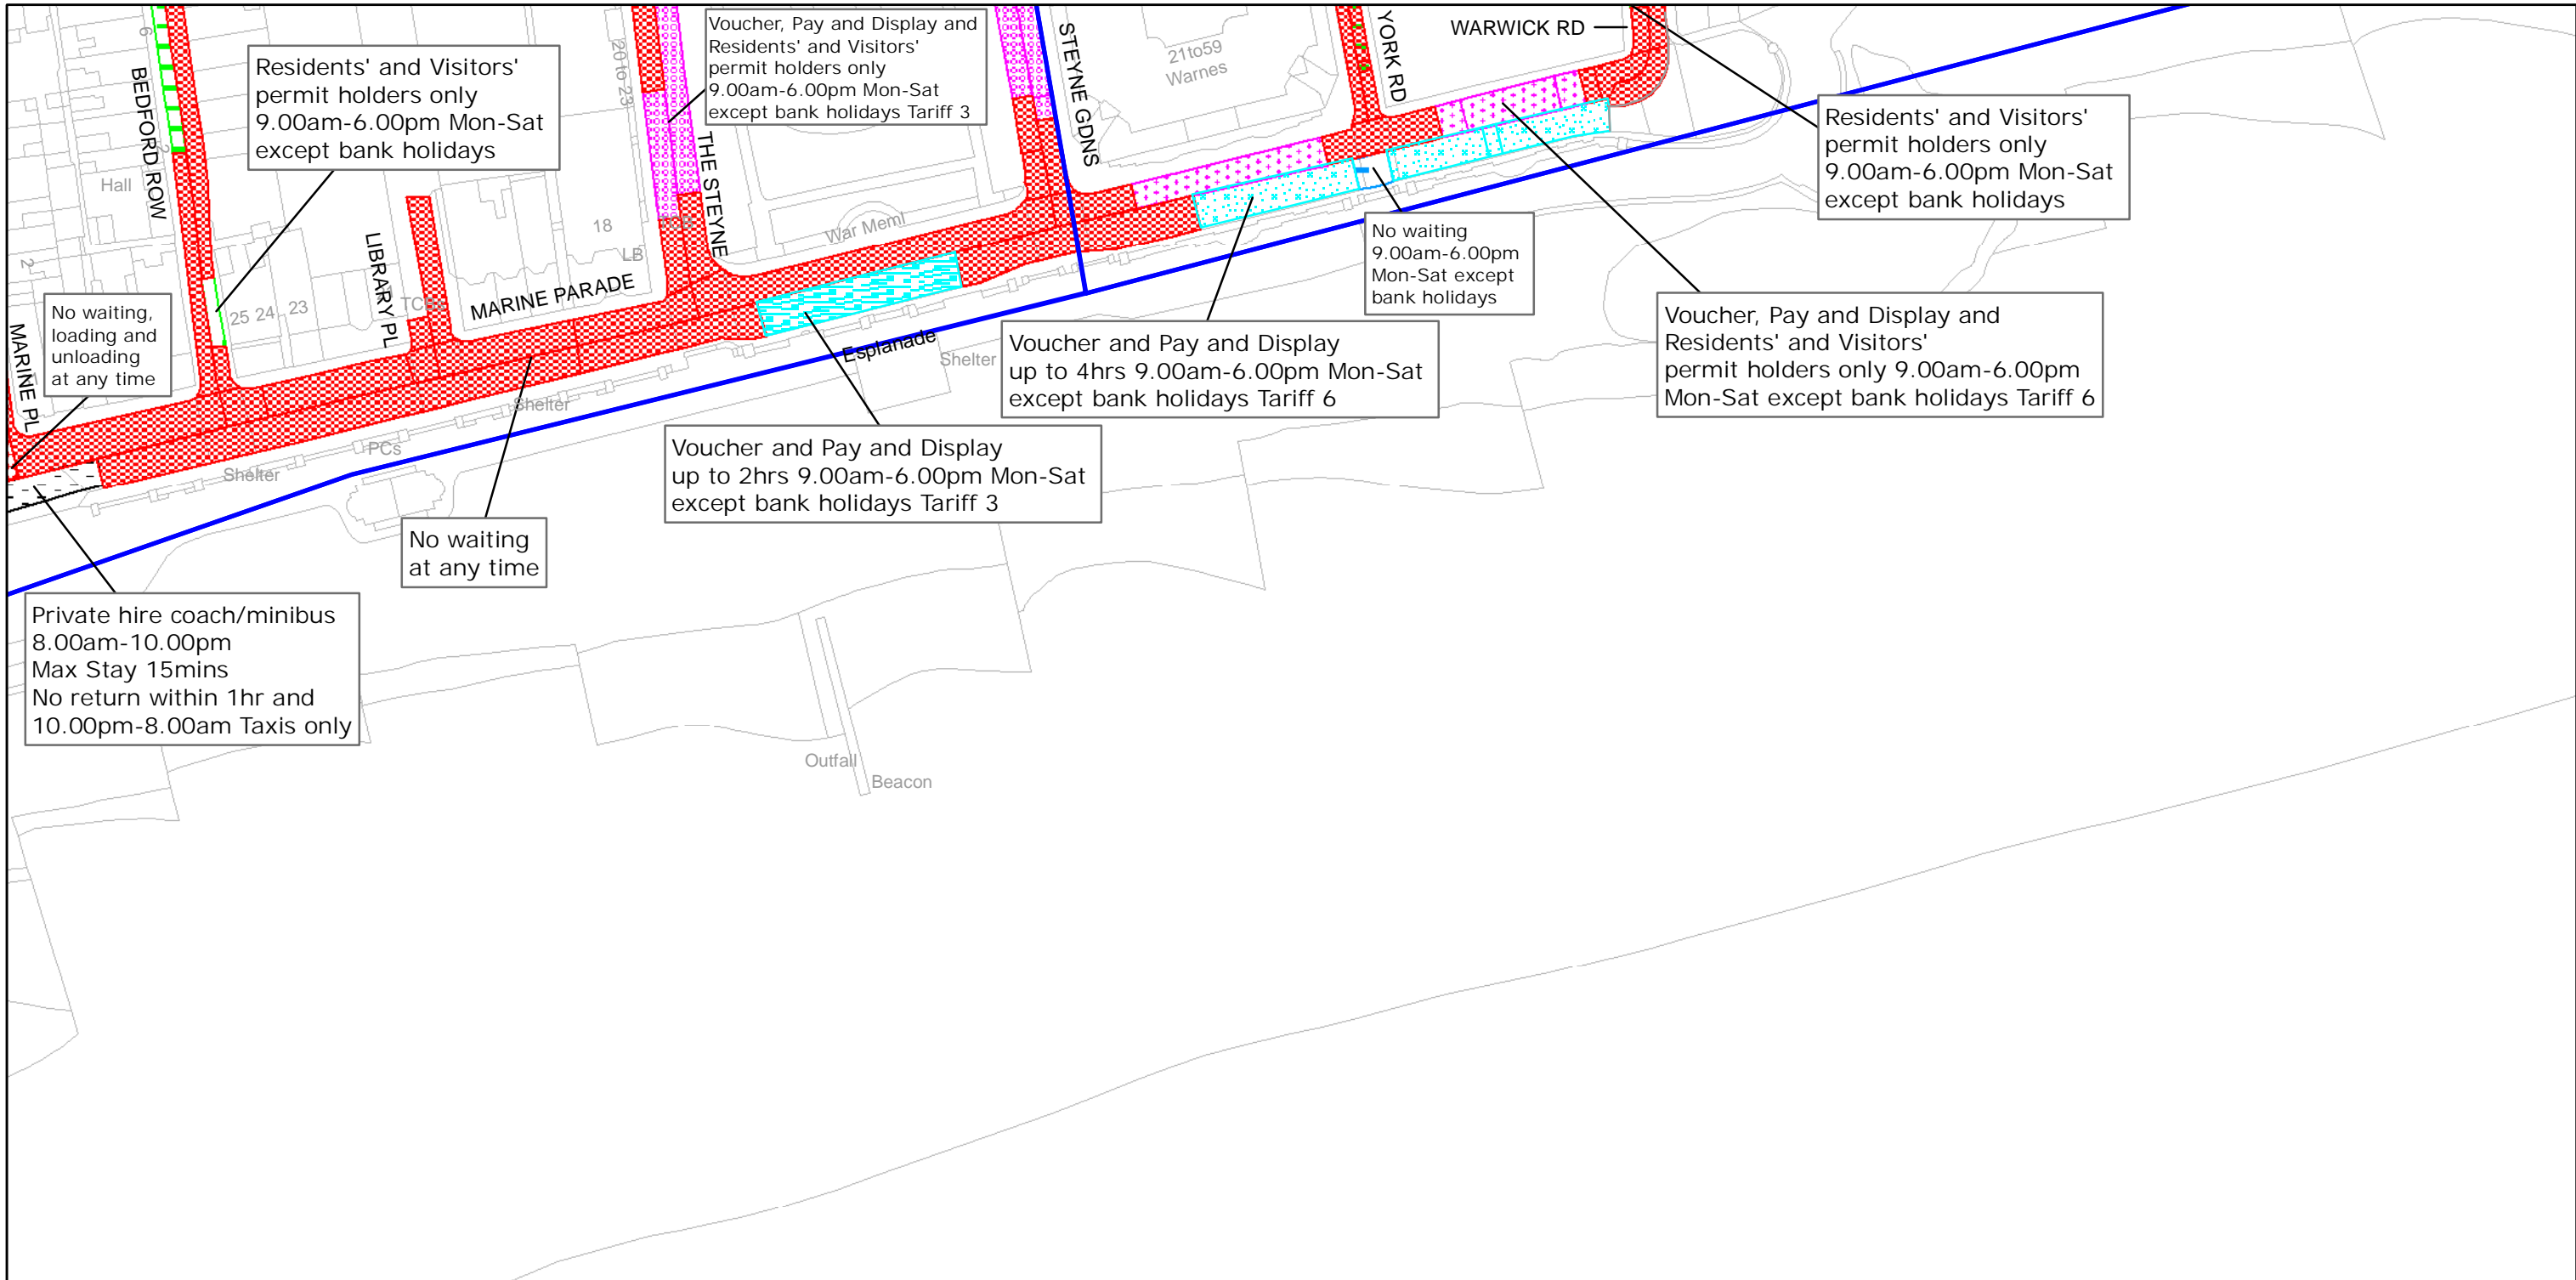 Residents' and Visitors'
permit holders only
9.00am-6.00pm Mon-Sat
except bank holidays
Voucher, Pay and Display and
Residents' and Visitors'
permit holders only
9.00am-6.00pm Mon-Sat
except bank holidays Tariff 3
WARWICK RD
Residents' and Visitors'
permit holders only
9.00am-6.00pm Mon-Sat
except bank holidays
6
BEDFORD ROW
2
Hall
20 to 23
THE STEYNE
STEYNE GDNS
21to59
Warnes
YORK RD
18
LB
War Meml
2
No waiting,
loading and
unloading
at any time
MARINE PL
25 24
23
LIBRARY PL
MARINE PARADE
No waiting
9.00am-6.00pm
Mon-Sat except
bank holidays
Voucher, Pay and Display and
Residents' and Visitors'
permit holders only 9.00am-6.00pm
Mon-Sat except bank holidays Tariff 6
Esplanade
Shelter
Voucher and Pay and Display
up to 4hrs 9.00am-6.00pm Mon-Sat
except bank holidays Tariff 6
Shelter
PCs
Shelter
Voucher and Pay and Display
up to 2hrs 9.00am-6.00pm Mon-Sat
except bank holidays Tariff 3
No waiting
at any time
Private hire coach/minibus
8.00am-10.00pm
Max Stay 15mins
No return within 1hr and
10.00pm-8.00am Taxis only
Outfall
Beacon